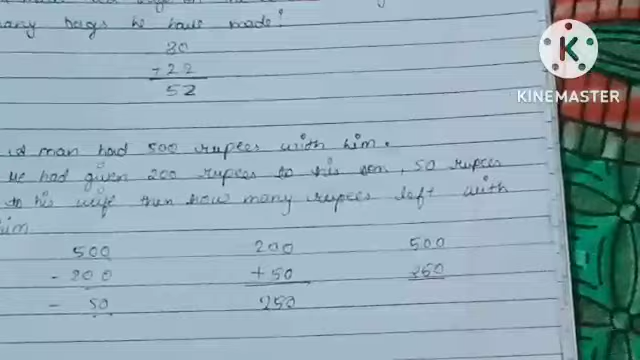 many bags he have made?
30
+ 22
52
KINEMASTER
man had 500 rupees with him.
He had given 200 rupees to his son, 50 rupees
to his wife then how many rupees left with
him
500 200 500
- 200 +50 250
- 50 250